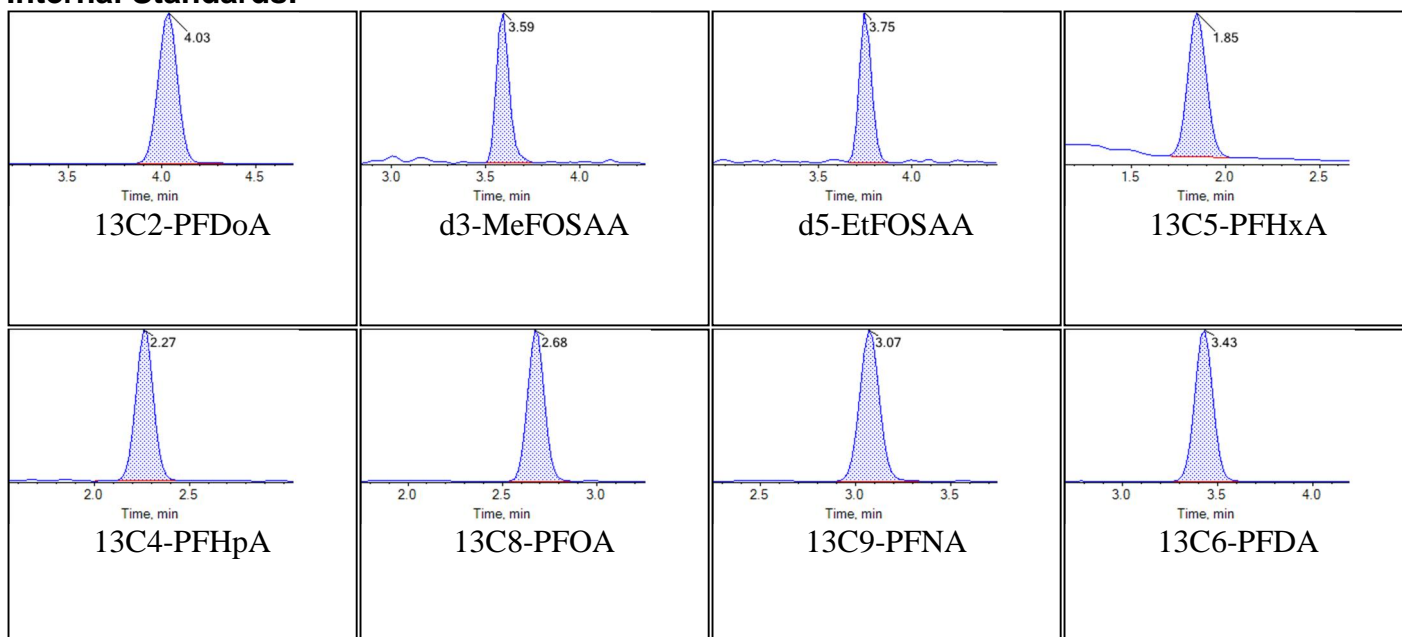 Internal Standards:
4.03
3.5 4.0 4.5
Time, min
13C2-PFDoA
3.59
3.0 3.5 4.0
Time, min
d3-MeFOSAA
3.75
3.5 4.0
Time, min
d5-EtFOSAA
1.85
1.5 2.0 2.5
Time, min
13C5-PFHxA
2.27
2.0 2.5
Time, min
13C4-PFHpA
2.68
2.0 2.5 3.0
Time, min
13C8-PFOA
3.07
2.5 3.0 3.5
Time, min
13C9-PFNA
3.43
3.0 3.5 4.0
Time, min
13C6-PFDA